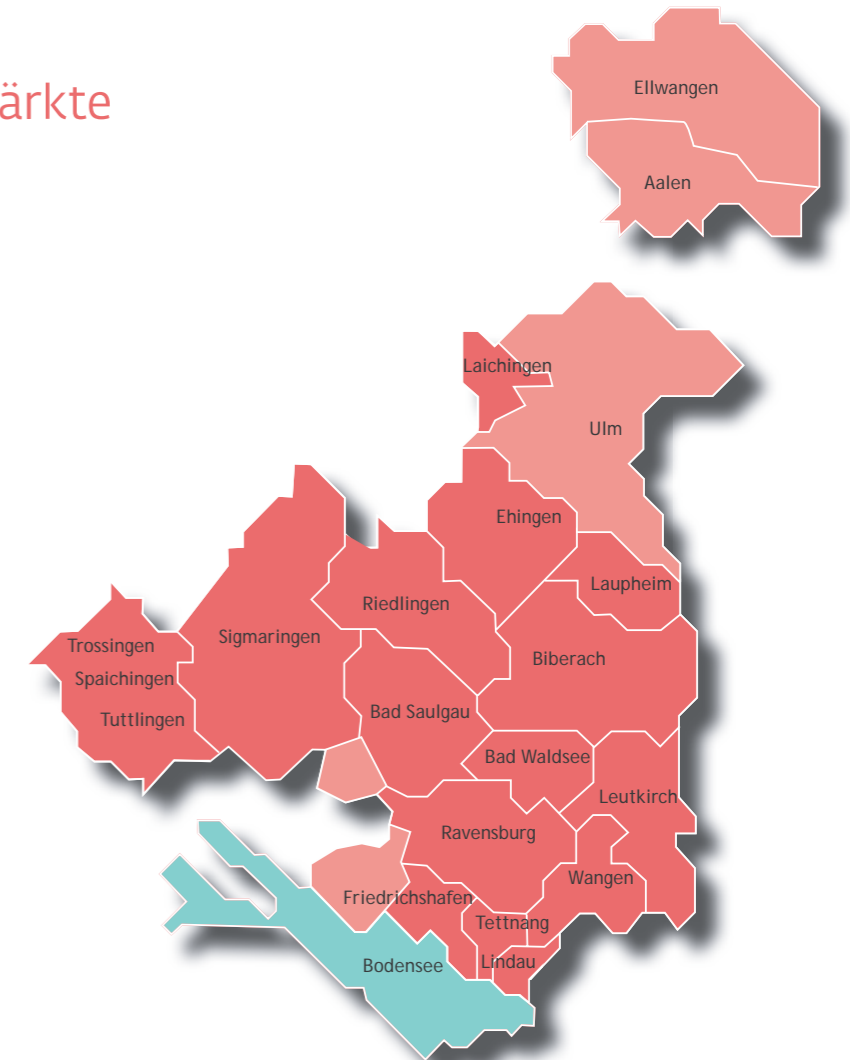 ärkte
Ellwangen
Aalen
Laichingen
Ulm
Ehingen
Laupheim
Riedlingen
Sigmaringen
Trossingen
Biberach
Spaichingen
Bad Saulgau
Tuttlingen
Bad Waldsee
Leutkirch
Ravensburg
Wangen
Friedrichshafen
Tettnang
Lindau
Bodensee